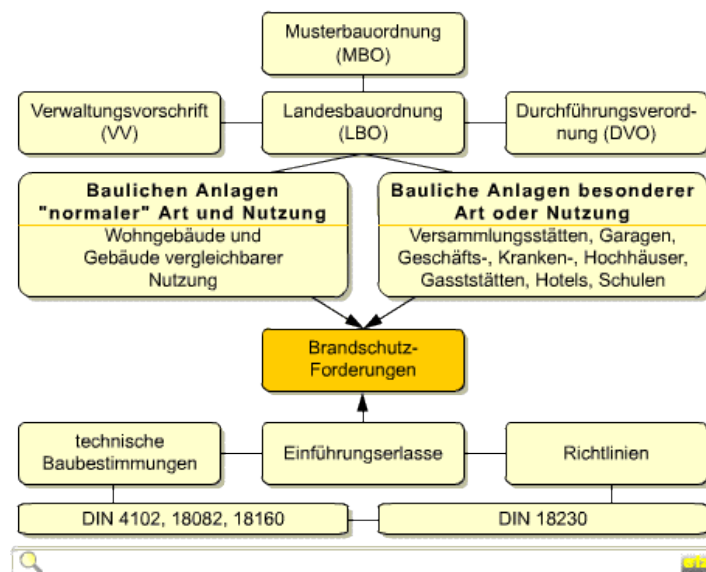 Musterbauordnung
(MBO)
Verwaltungsvorschrift
(VV)
Landesbauordnung
(LBO)
Durchführungsverord-
nung (DVO)
Baulichen Anlagen
"normaler" Art und Nutzung
Wohngebäude und
Gebäude vergleichbarer
Nutzung
Bauliche Anlagen besonderer
Art oder Nutzung
Versammlungsstätten, Garagen,
Geschäfts-, Kranken-, Hochhäuser,
Gasststätten, Hotels, Schulen
Brandschutz-
Forderungen
technische
Baubestimmungen
Einführungserlasse
Richtlinien
DIN 4102, 18082, 18160
DIN 18230